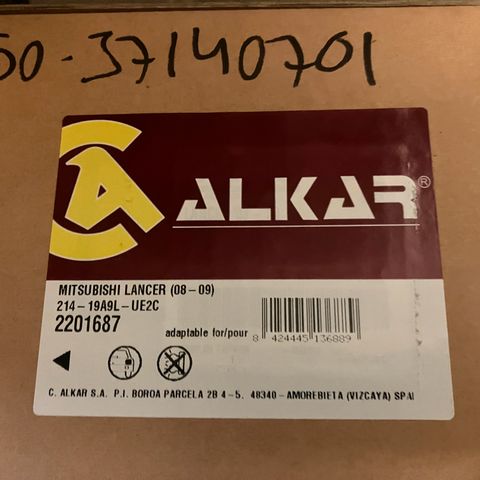 50-37140701
ALKAR®
MITSUBISHI LANCER (08-09)
214-19A9L-UE2C
2201687
adaptable for/pour
8 424445 136889
C. ALKAR S.A. P.I. BOROA PARCELA 2B 4-5. 48340-AMOREBIETA (VIZCAYA) SPAI